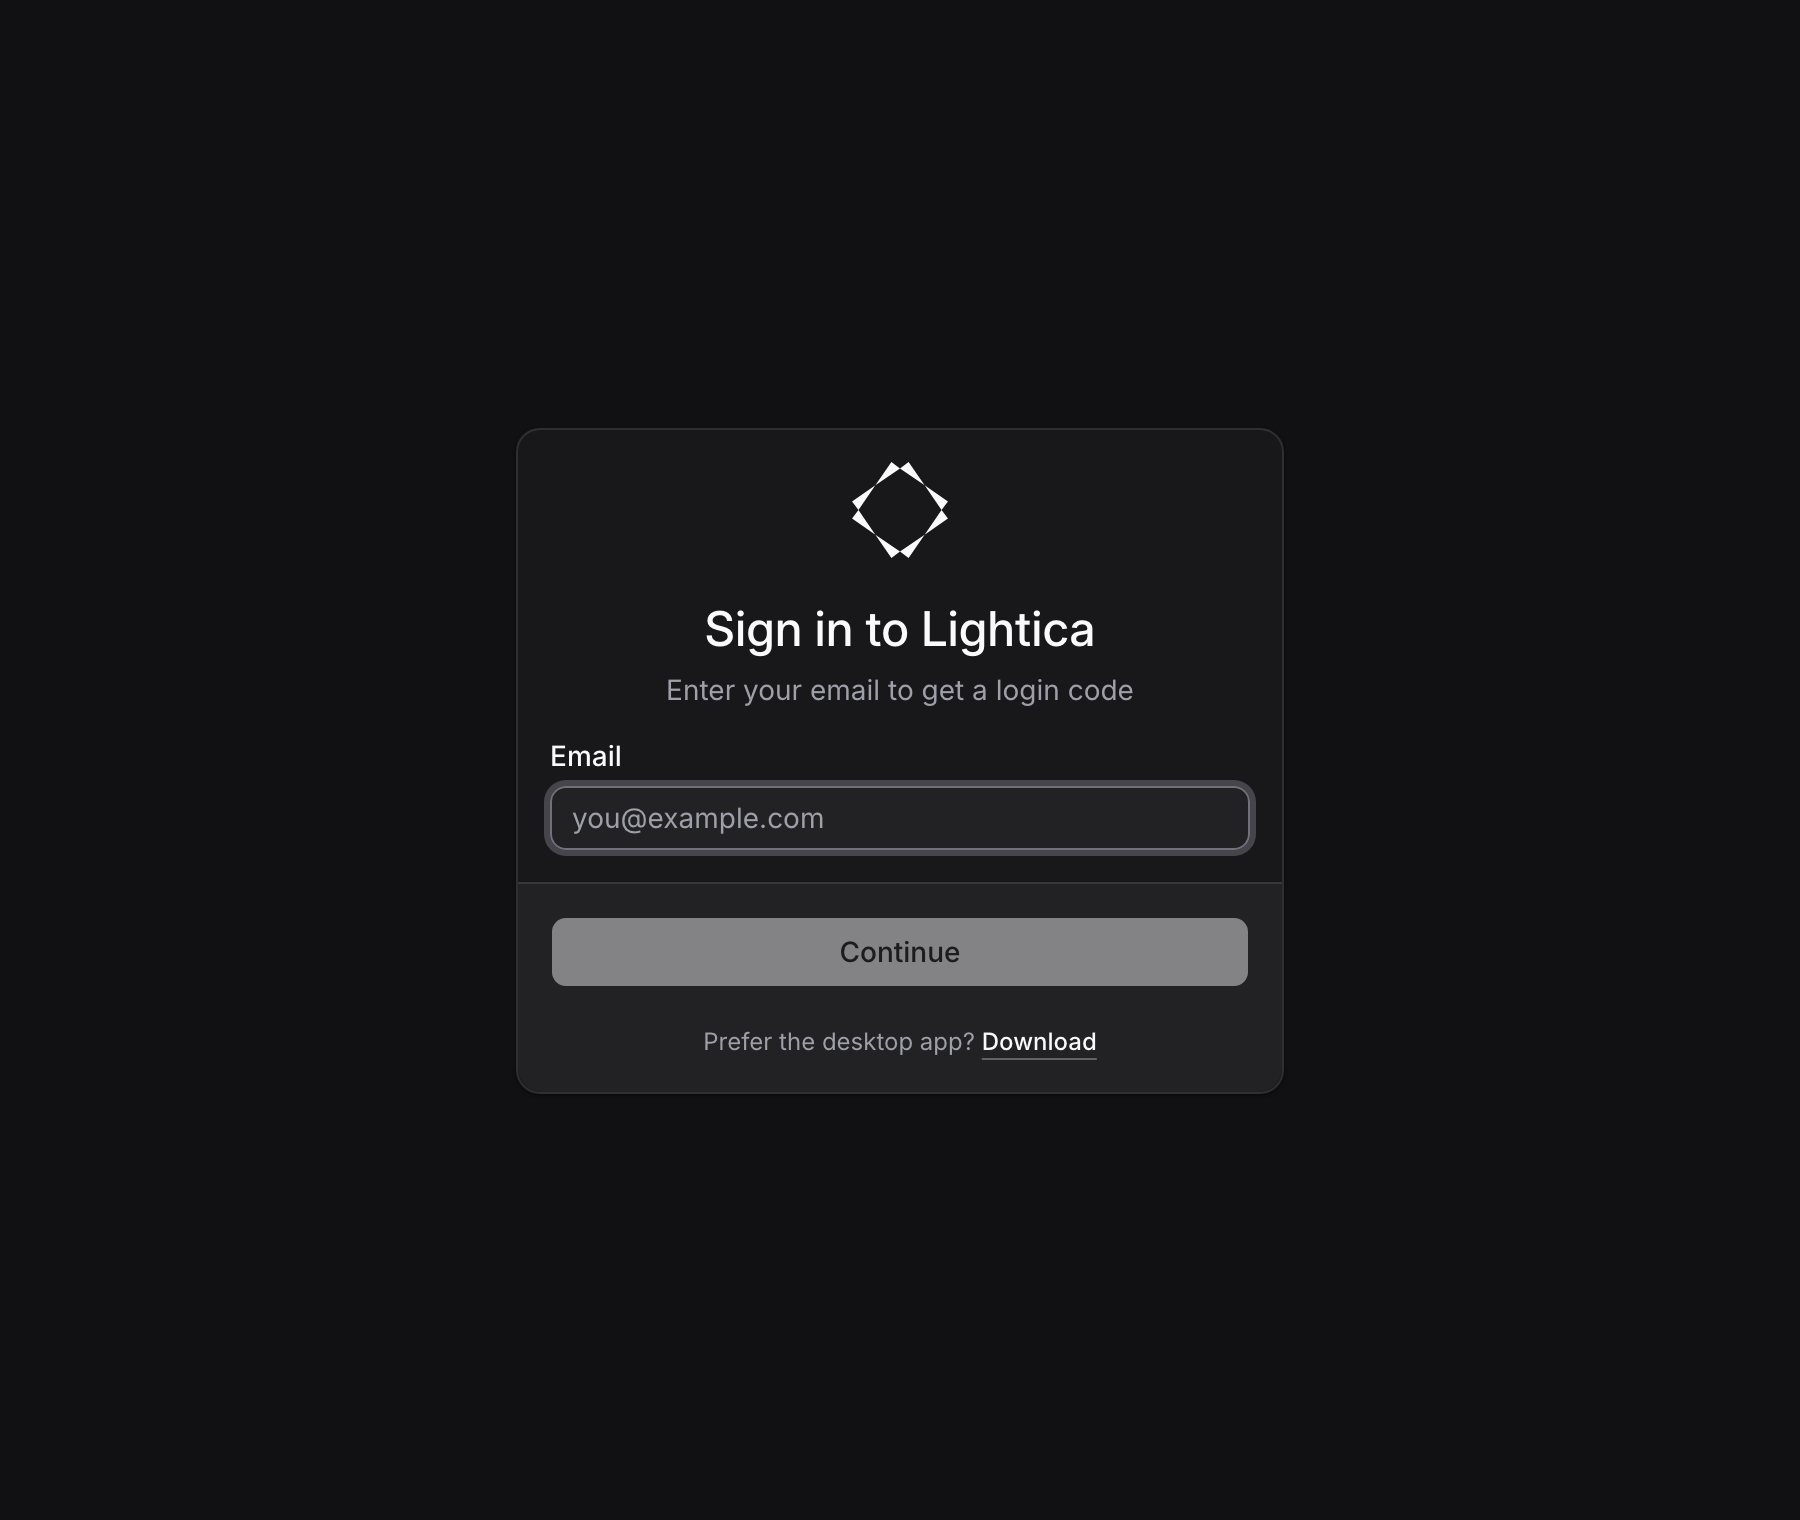 Sign in to Lightica
Enter your email to get a login code
Email
you@example.com
Continue
Prefer the desktop app? Download